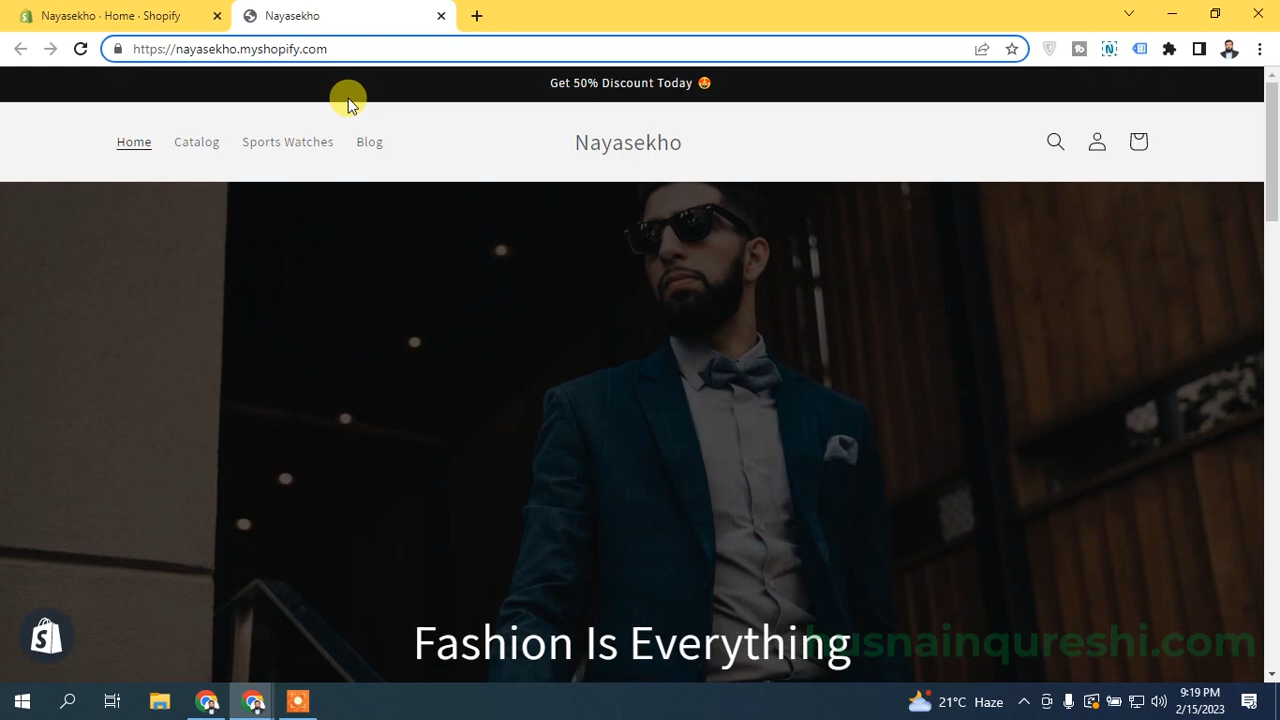 Nayasekho · Home · Shopify
Nayasekho
https://nayasekho.myshopify.com
Get 50% Discount Today 🤩
Home
Catalog
Sports Watches
Blog
Nayasekho
Fashion Is Everything
husnainqureshi.com
21°C Haze
9:19 PM
2/15/2023